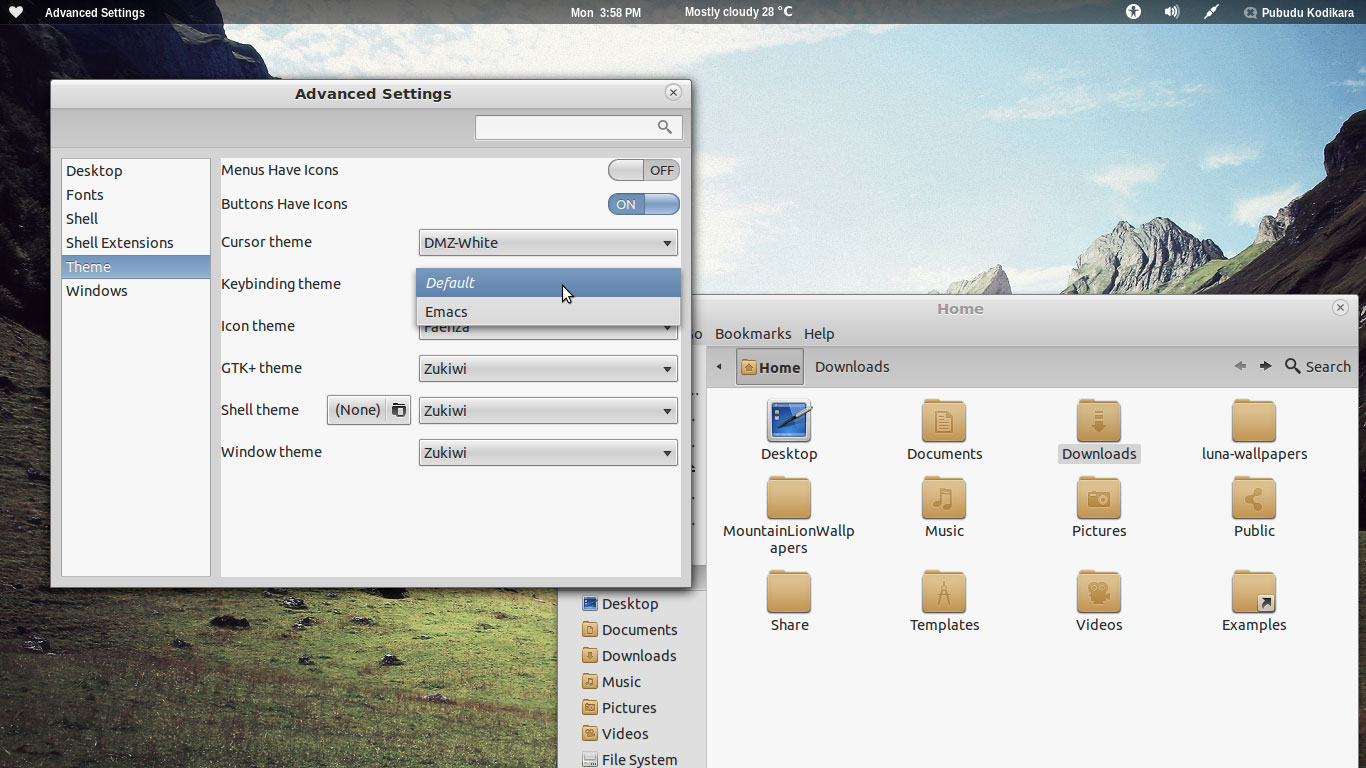 Advanced Settings
Mon 3:58 PM
Mostly cloudy 28 °C
Pubudu Kodikara
Advanced Settings
Desktop
Fonts
Shell
Shell Extensions
Theme
Windows
Menus Have Icons
OFF
Buttons Have Icons
ON
Cursor theme
DMZ-White
Keybinding theme
Default
Emacs
Icon theme
Faenza
GTK+ theme
Zukiwi
Shell theme
(None)
Zukiwi
Window theme
Zukiwi
Home
Bookmarks Help
Home
Downloads
Search
Desktop
Documents
Downloads
luna-wallpapers
MountainLionWallp
apers
Music
Pictures
Public
Share
Templates
Videos
Examples
Desktop
Documents
Downloads
Music
Pictures
Videos
File System